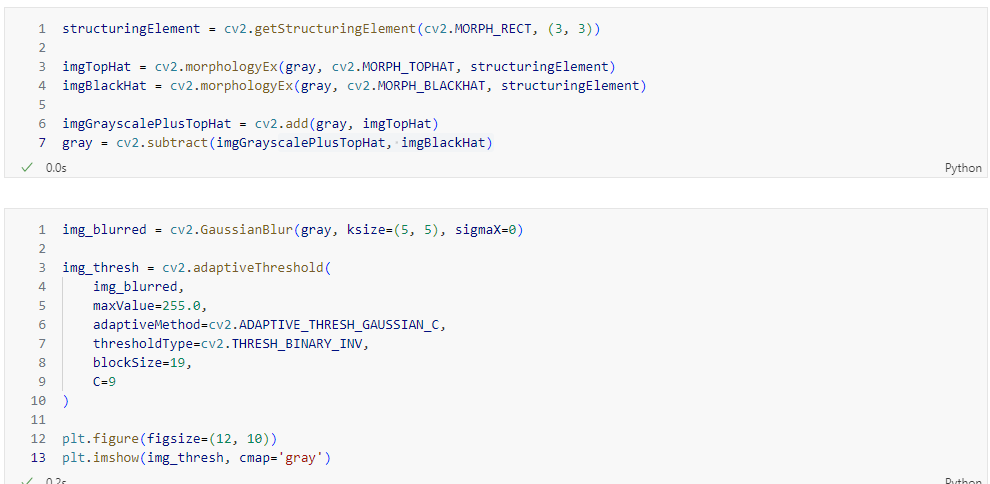 1 structuringElement = cv2.getStructuringElement(cv2.MORPH_RECT, (3, 3))
2
3 imgTopHat = cv2.morphologyEx(gray, cv2.MORPH_TOPHAT, structuringElement)
4 imgBlackHat = cv2.morphologyEx(gray, cv2.MORPH_BLACKHAT, structuringElement)
5
6 imgGrayscalePlusTopHat = cv2.add(gray, imgTopHat)
7 gray = cv2.subtract(imgGrayscalePlusTopHat, imgBlackHat)
✓ 0.0s Python
1 img_blurred = cv2.GaussianBlur(gray, ksize=(5, 5), sigmaX=0)
2
3 img_thresh = cv2.adaptiveThreshold(
4     img_blurred,
5     maxValue=255.0,
6     adaptiveMethod=cv2.ADAPTIVE_THRESH_GAUSSIAN_C,
7     thresholdType=cv2.THRESH_BINARY_INV,
8     blockSize=19,
9     C=9
10 )
11
12 plt.figure(figsize=(12, 10))
13 plt.imshow(img_thresh, cmap='gray')
✓ 0.2s Python